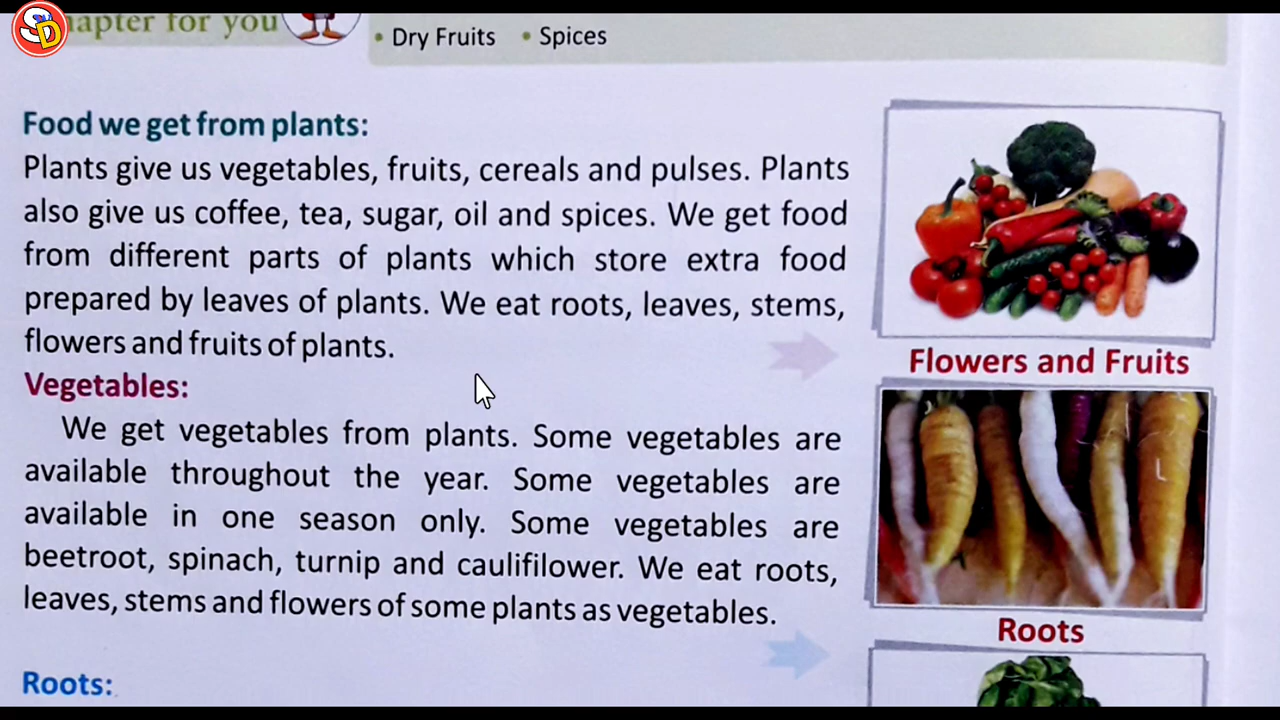 SD
hapter for you
• Dry Fruits • Spices
Food we get from plants:
Plants give us vegetables, fruits, cereals and pulses. Plants
also give us coffee, tea, sugar, oil and spices. We get food
from different parts of plants which store extra food
prepared by leaves of plants. We eat roots, leaves, stems,
flowers and fruits of plants.
Flowers and Fruits
Vegetables:
We get vegetables from plants. Some vegetables are
available throughout the year. Some vegetables are
available in one season only. Some vegetables are
beetroot, spinach, turnip and caulifilower. We eat roots,
leaves, stems and flowers of some plants as vegetables.
Roots
Roots: